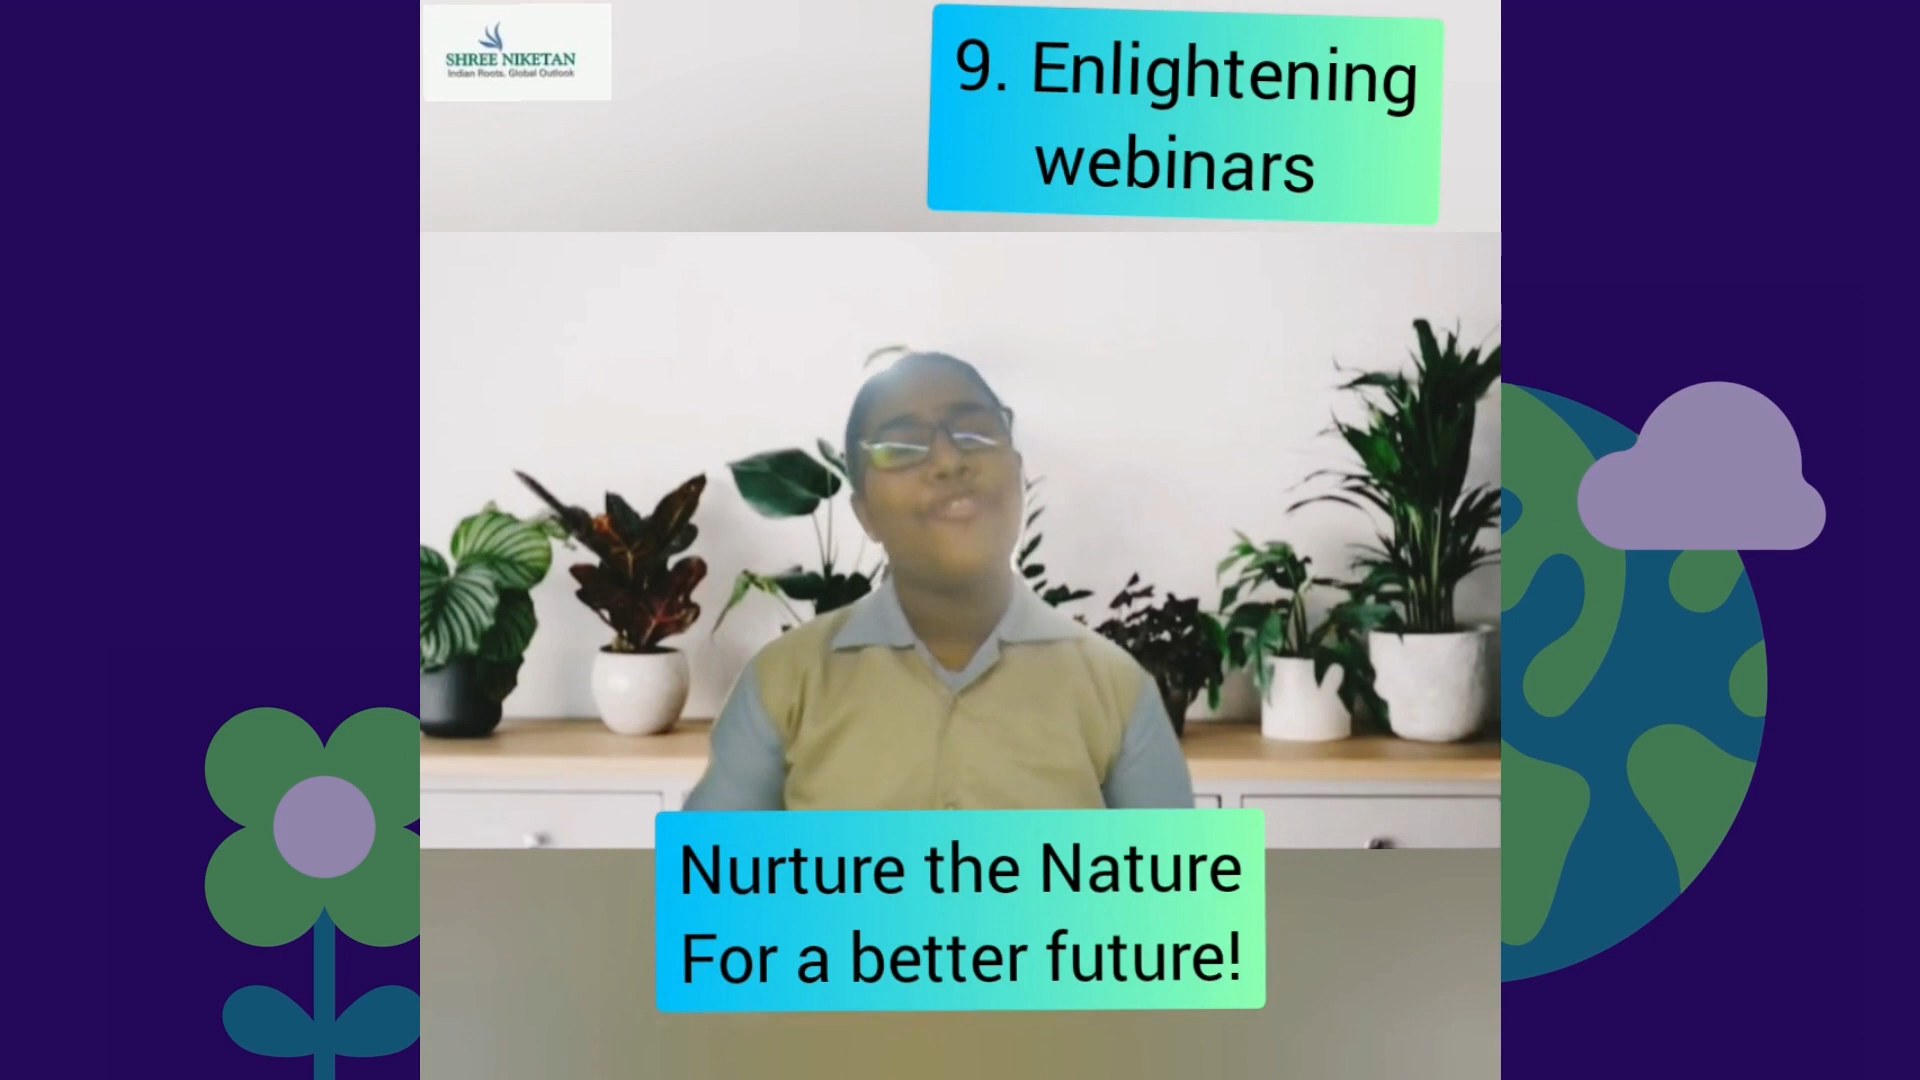 SHREE NIKETAN
Indian Roots. Global Outlook
9. Enlightening
webinars
Nurture the Nature
For a better future!